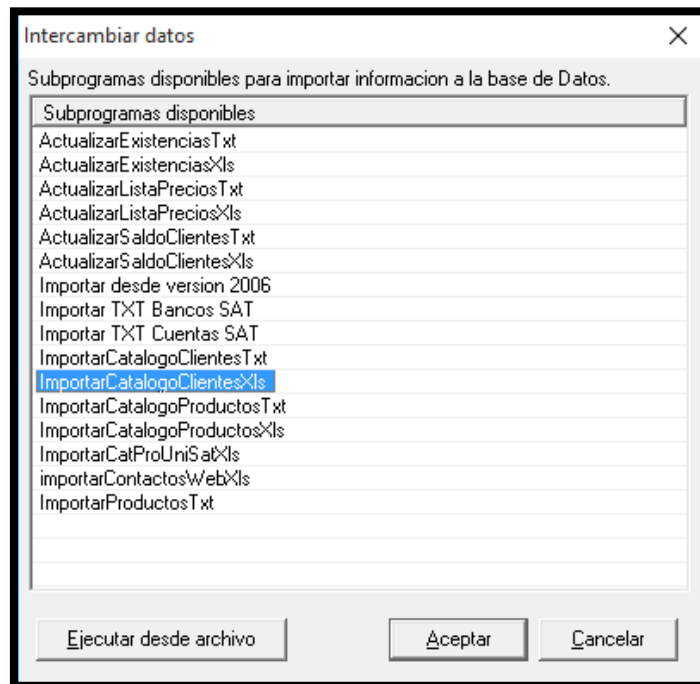 Intercambiar datos
Subprogramas disponibles para importar informacion a la base de Datos.
Subprogramas disponibles
ActualizarExistenciasTxt
ActualizarExistenciasXls
ActualizarListaPreciosTxt
ActualizarListaPreciosXls
ActualizarSaldoClientesTxt
ActualizarSaldoClientesXls
Importar desde version 2006
Importar TXT Bancos SAT
Importar TXT Cuentas SAT
ImportarCatalogoClientesTxt
ImportarCatalogoClientesXls
ImportarCatalogoProductosTxt
ImportarCatalogoProductosXls
ImportarCatProUniSatXls
importarContactosWebXls
ImportarProductosTxt
Ejecutar desde archivo Aceptar Cancelar